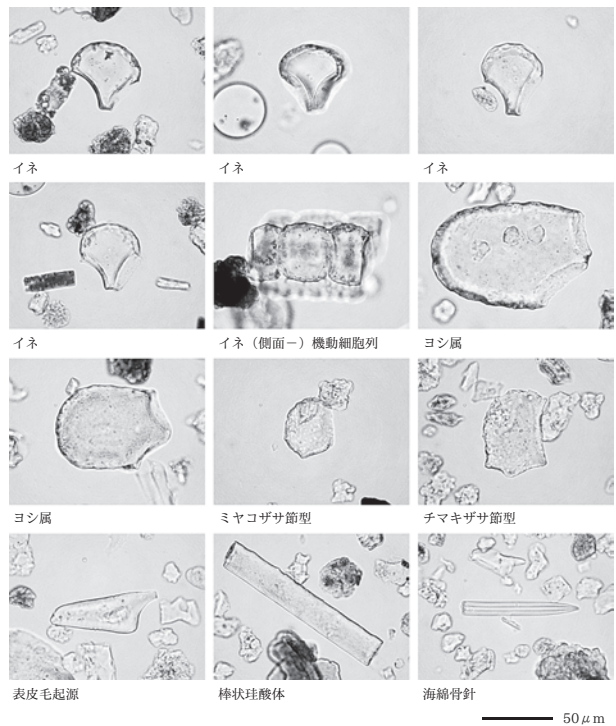 イネ
イネ
イネ
イネ
イネ（側面－）機動細胞列
ヨシ属
ヨシ属
ミヤコザサ節型
チマキザサ節型
表皮毛起源
棒状珪酸体
海綿骨針
50μm